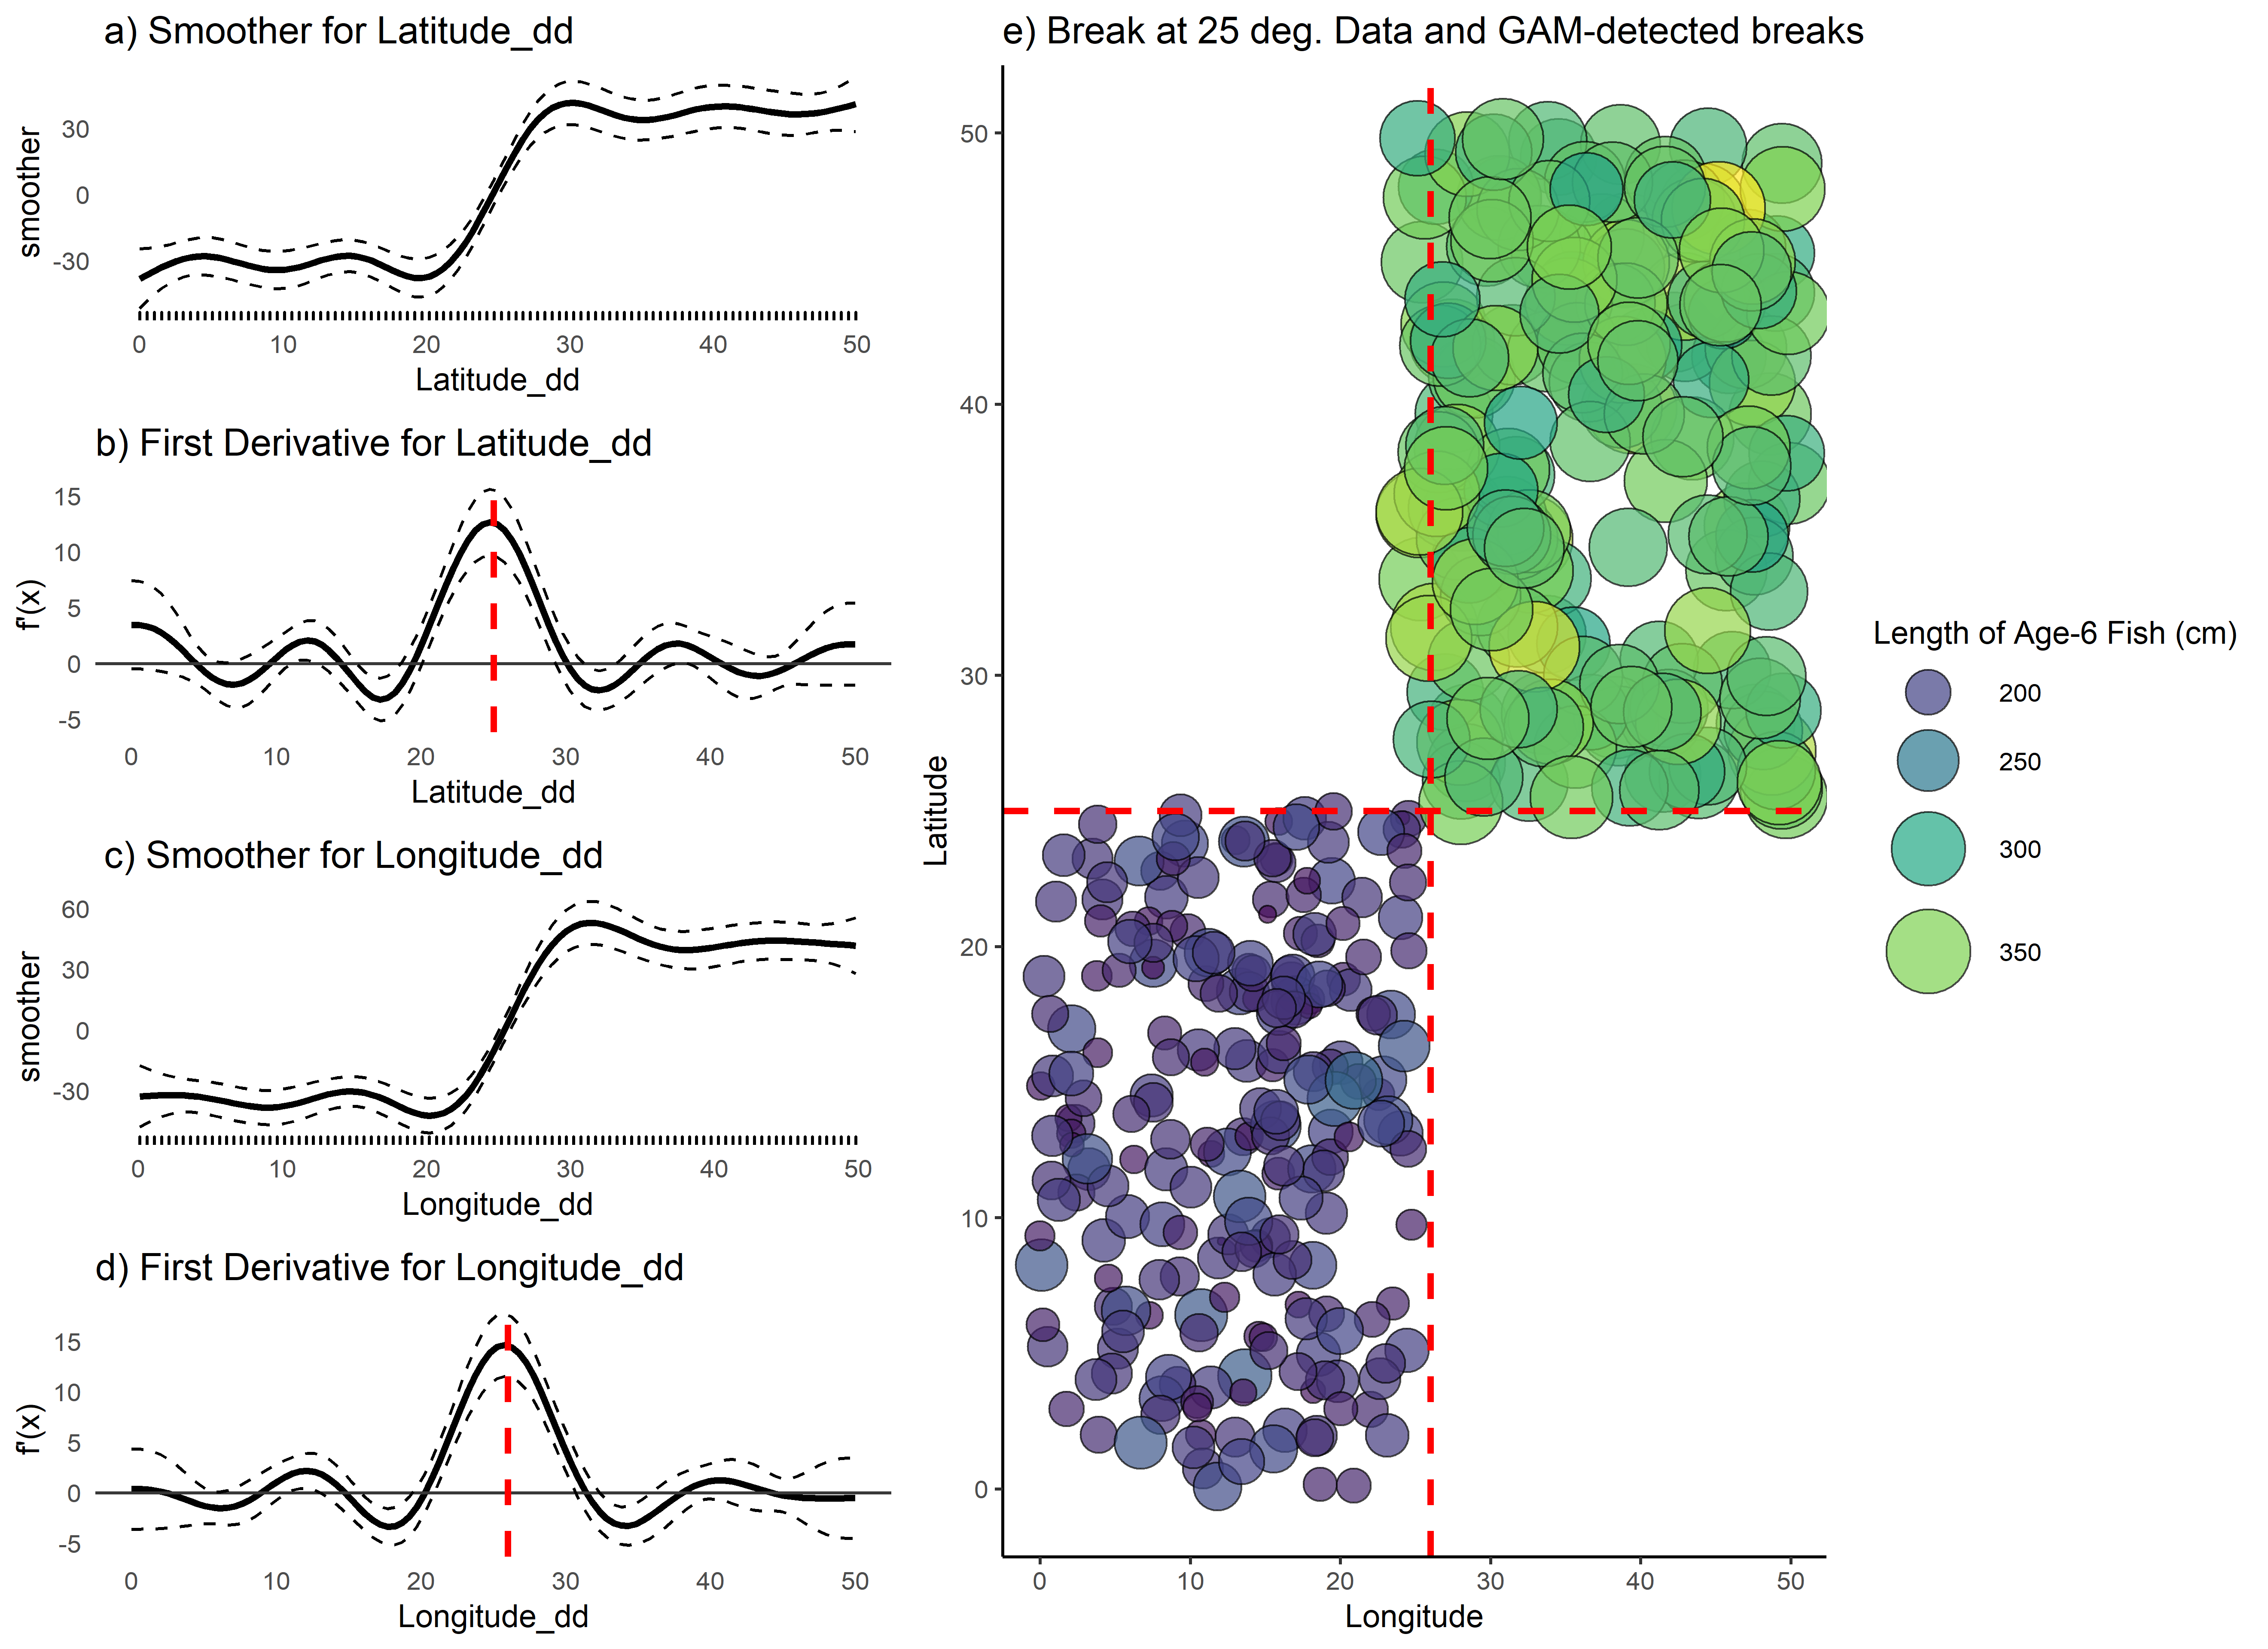 a) Smoother for Latitude_dd
smoother
30
0
-30
0 10 20 30 40 50
Latitude_dd
b) First Derivative for Latitude_dd
f'(x)
15
10
5
0
-5
0 10 20 30 40 50
Latitude_dd
c) Smoother for Longitude_dd
smoother
60
30
0
-30
0 10 20 30 40 50
Longitude_dd
d) First Derivative for Longitude_dd
f'(x)
15
10
5
0
-5
0 10 20 30 40 50
Longitude_dd
e) Break at 25 deg. Data and GAM-detected breaks
Latitude
50
40
30
20
10
0
0 10 20 30 40 50
Longitude
Length of Age-6 Fish (cm)
200
250
300
350